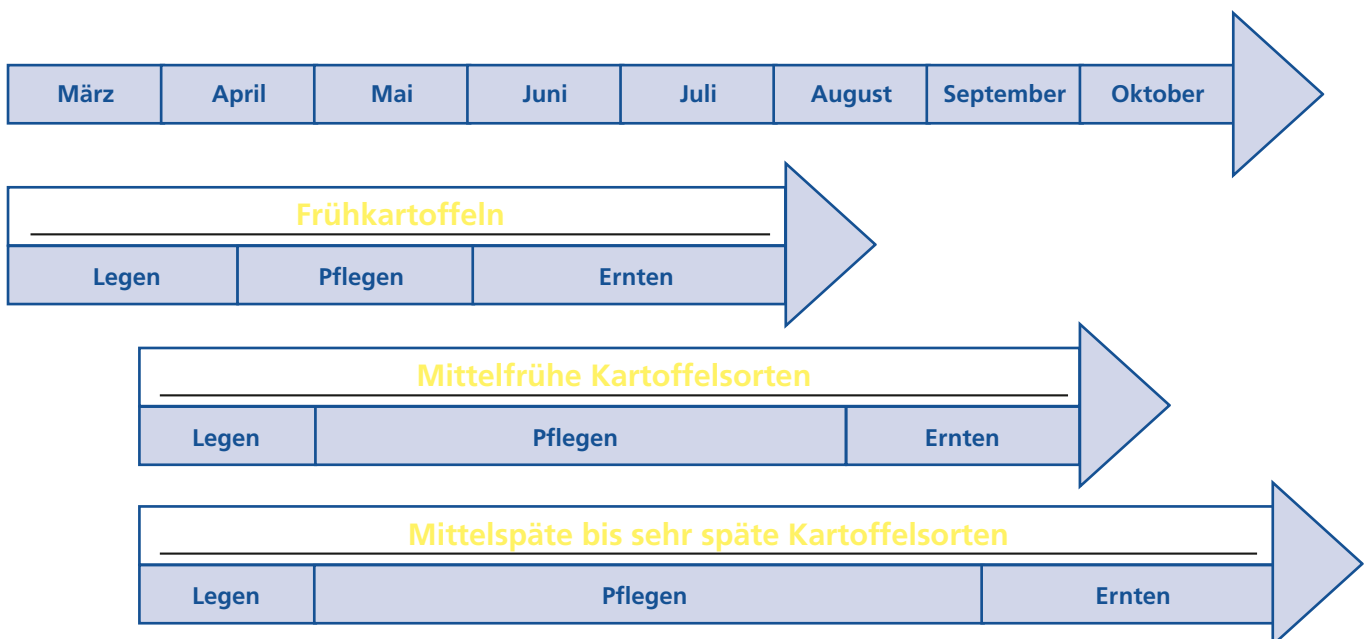 März April Mai Juni Juli August September Oktober
Frühkartoffeln
Legen Pflegen Ernten
Mittelfrühe Kartoffelsorten
Legen Pflegen Ernten
Mittelspäte bis sehr späte Kartoffelsorten
Legen Pflegen Ernten